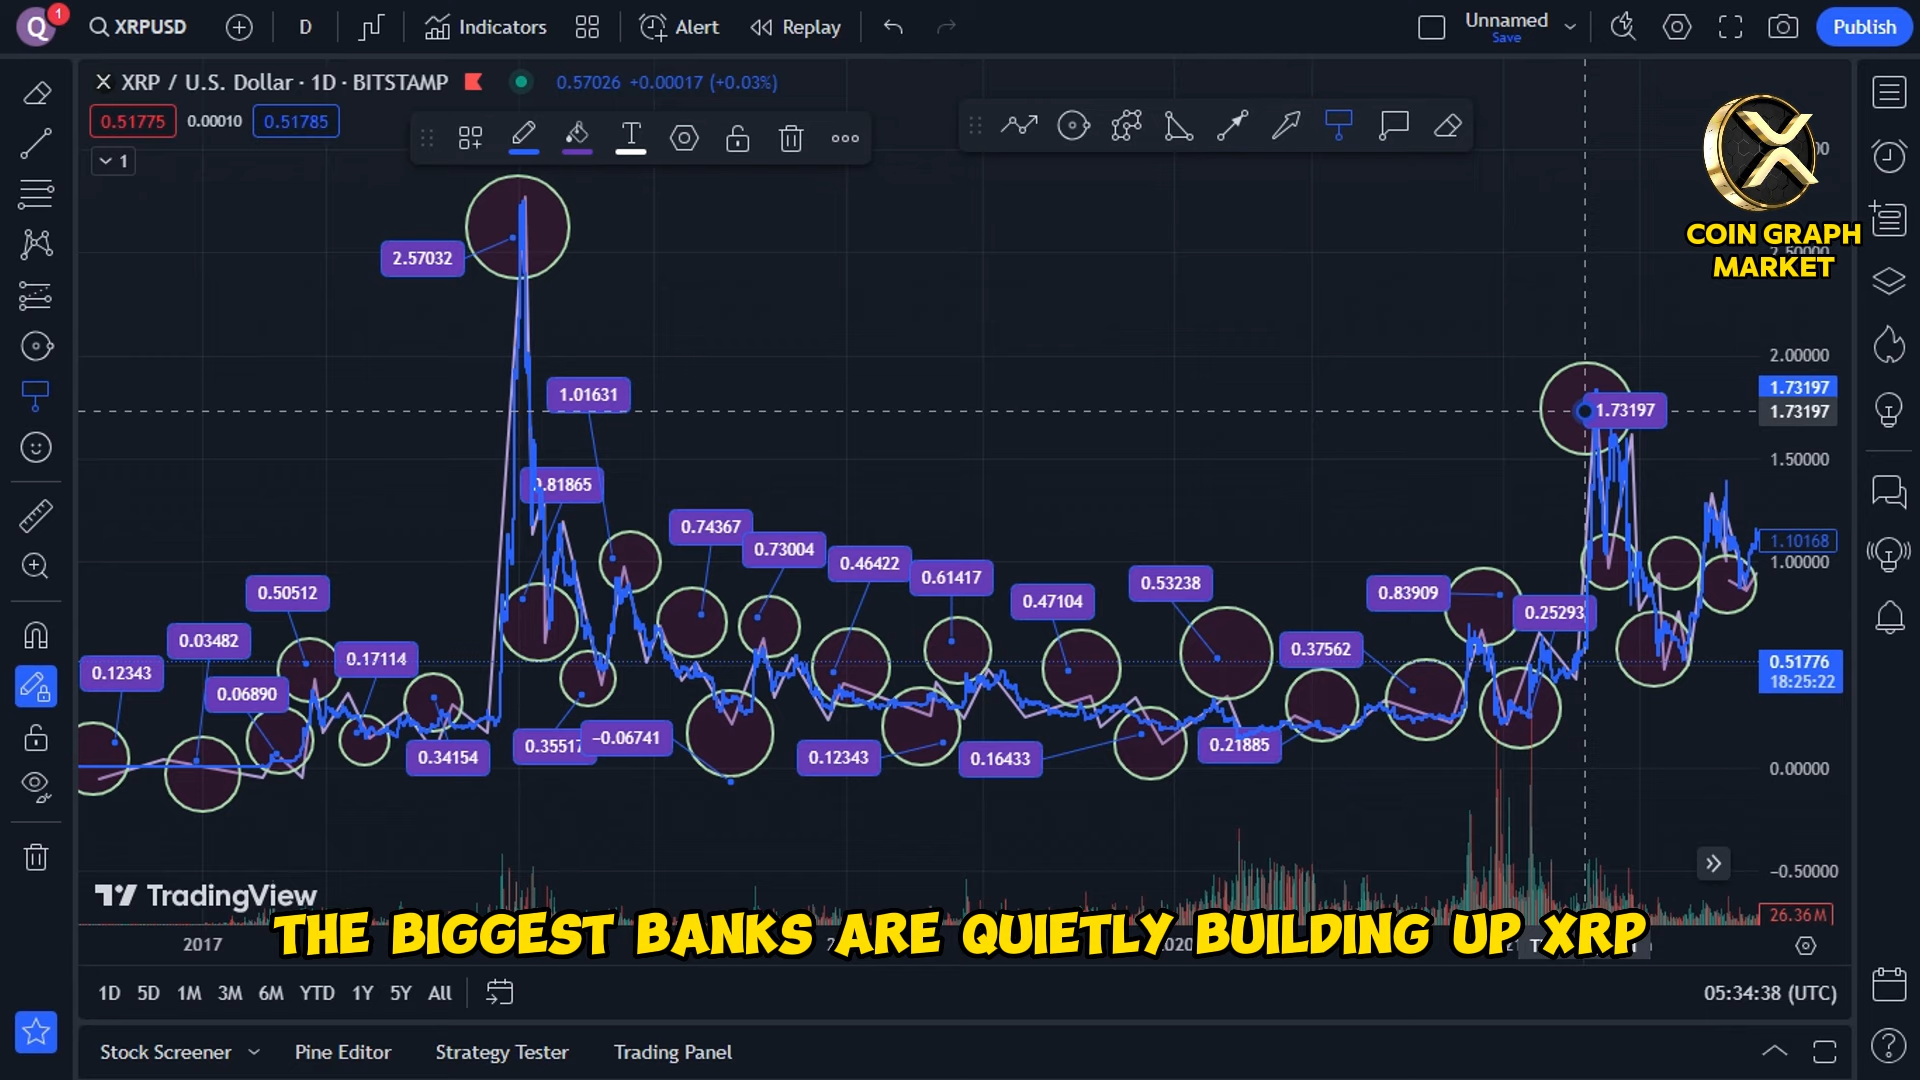 Q
1
XRPUSD
D
Indicators
Alert
Replay
Unnamed
Save
Publish
XRP / U.S. Dollar · 1D · BITSTAMP
0.57026 +0.00017 (+0.03%)
0.51775
0.00010
0.51785
1
COIN GRAPH
MARKET
2.57032
2.50000
2.00000
1.01631
1.73197
1.73197
1.73197
1.50000
0.81865
0.74367
0.73004
0.46422
0.61417
0.47104
0.53238
0.83909
0.25293
1.10168
1.00000
0.50512
0.03482
0.17114
0.12343
0.06890
0.37562
0.51776
18:25:22
0.34154
0.35517
−0.06741
0.12343
0.16433
0.21885
0.00000
−0.50000
TradingView
26.36M
THE BIGGEST BANKS ARE QUIETLY BUILDING UP XRP
2017
1D 5D 1M 3M 6M YTD 1Y 5Y All
05:34:38 (UTC)
Stock Screener
Pine Editor
Strategy Tester
Trading Panel